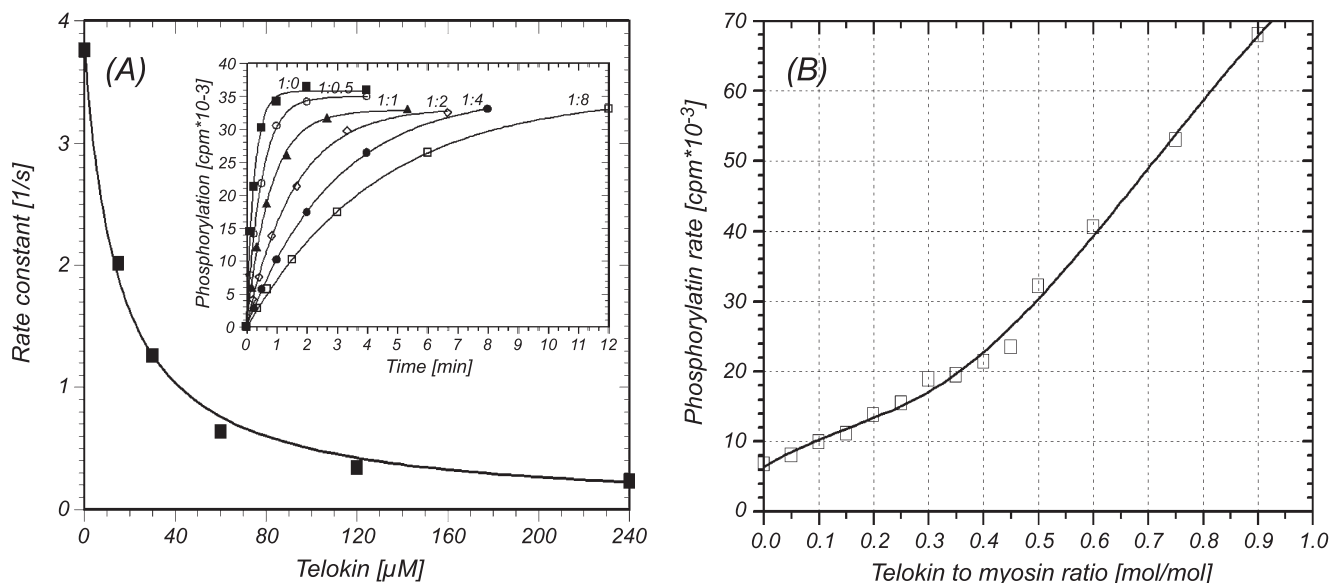 (A)
Rate constant [1/s]
4
3
2
1
0
0 40 80 120 160 200 240
Telokin [µM]
Phosphorylation [cpm*10-3]
40
35
30
25
20
15
10
5
0
1:0 1:0.5 1:1 1:2 1:4 1:8
0 1 2 3 4 5 6 7 8 9 10 11 12
Time [min]
(B)
Phosphorylatin rate [cpm*10-3]
70
60
50
40
30
20
10
0
0.0 0.1 0.2 0.3 0.4 0.5 0.6 0.7 0.8 0.9 1.0
Telokin to myosin ratio [mol/mol]